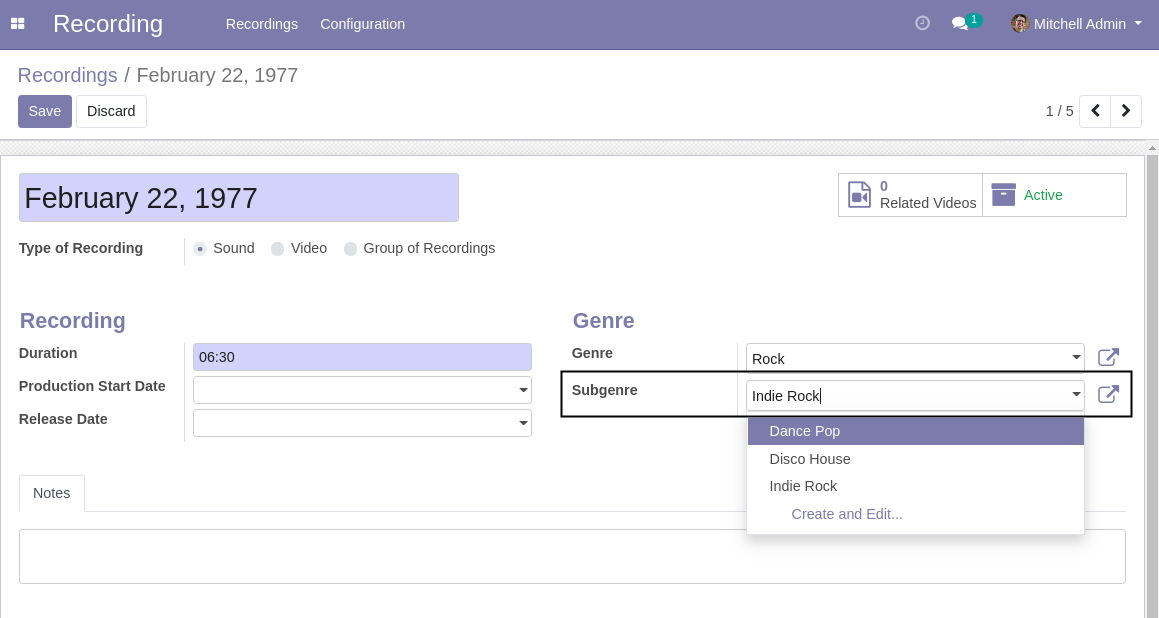 Recording Recordings Configuration 1 Mitchell Admin
Recordings / February 22, 1977
Save Discard 1 / 5
February 22, 1977
0
Related Videos
Active
Type of Recording Sound Video Group of Recordings
Recording
Duration 06:30
Production Start Date
Release Date
Genre
Genre Rock
Subgenre Indie Rock
Dance Pop
Disco House
Indie Rock
Create and Edit...
Notes